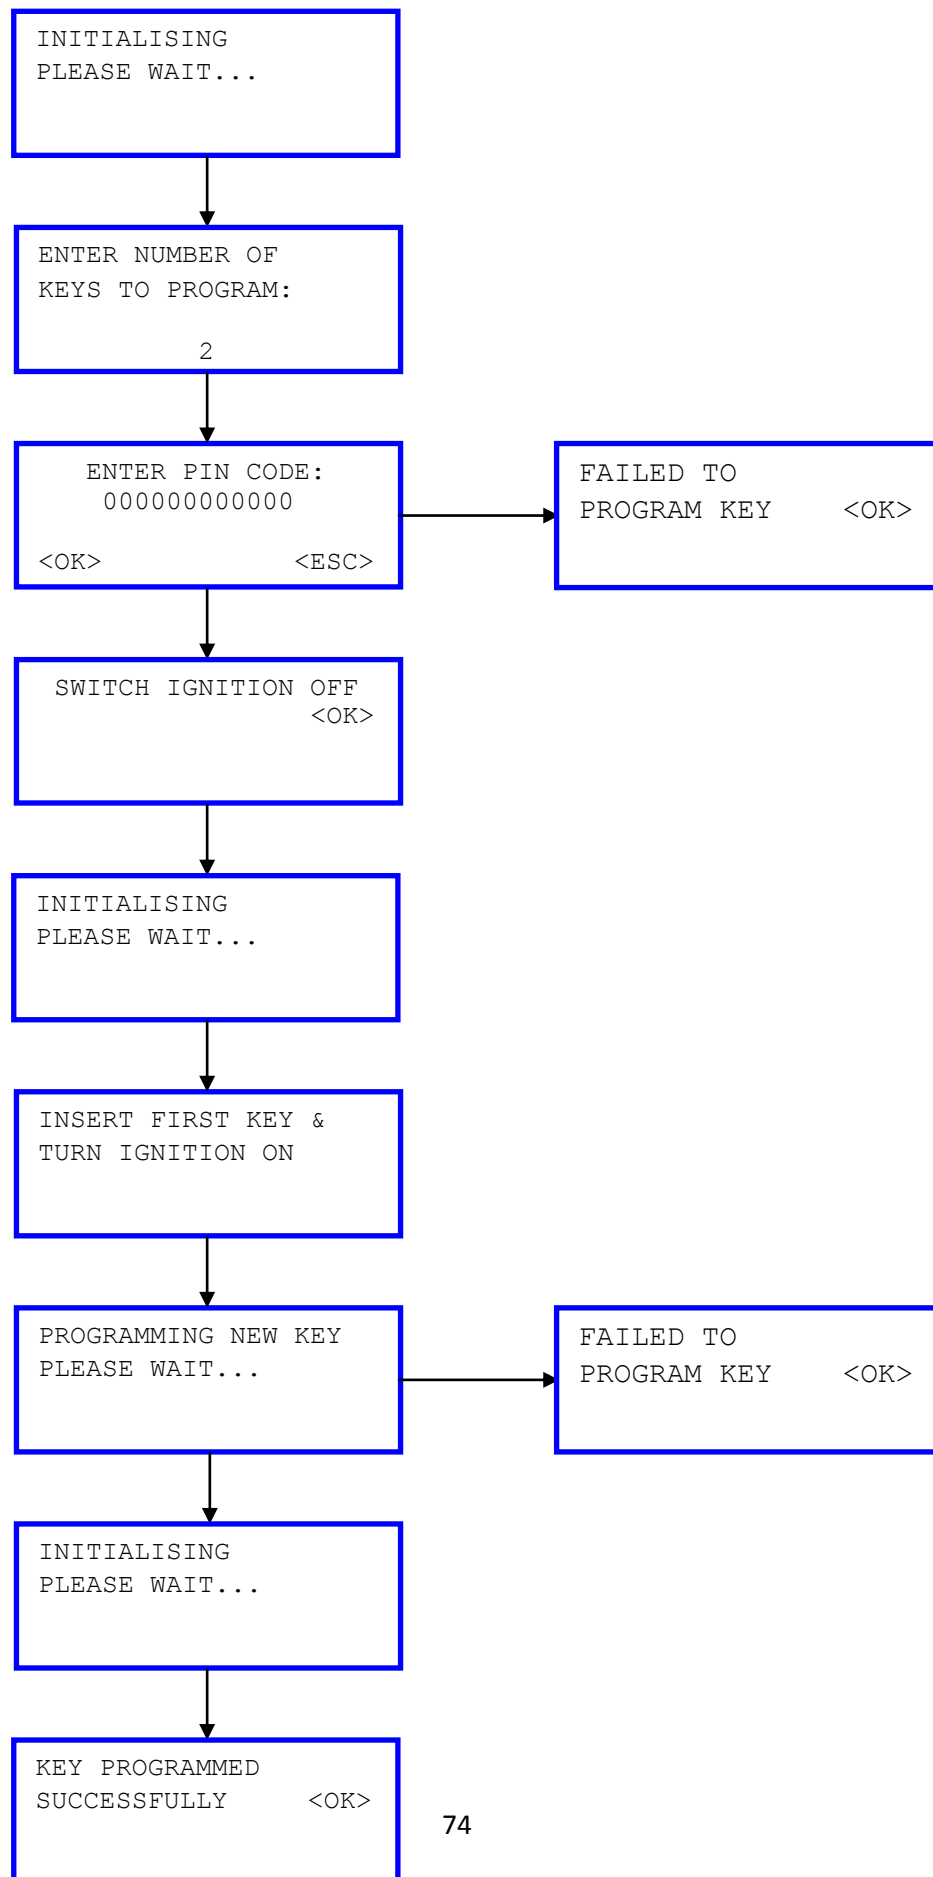 INITIALISING
PLEASE WAIT...
ENTER NUMBER OF
KEYS TO PROGRAM:
2
ENTER PIN CODE:
000000000000
<OK> <ESC>
FAILED TO
PROGRAM KEY <OK>
SWITCH IGNITION OFF
<OK>
INITIALISING
PLEASE WAIT...
INSERT FIRST KEY &
TURN IGNITION ON
PROGRAMMING NEW KEY
PLEASE WAIT...
FAILED TO
PROGRAM KEY <OK>
INITIALISING
PLEASE WAIT...
KEY PROGRAMMED
SUCCESSFULLY <OK>
74